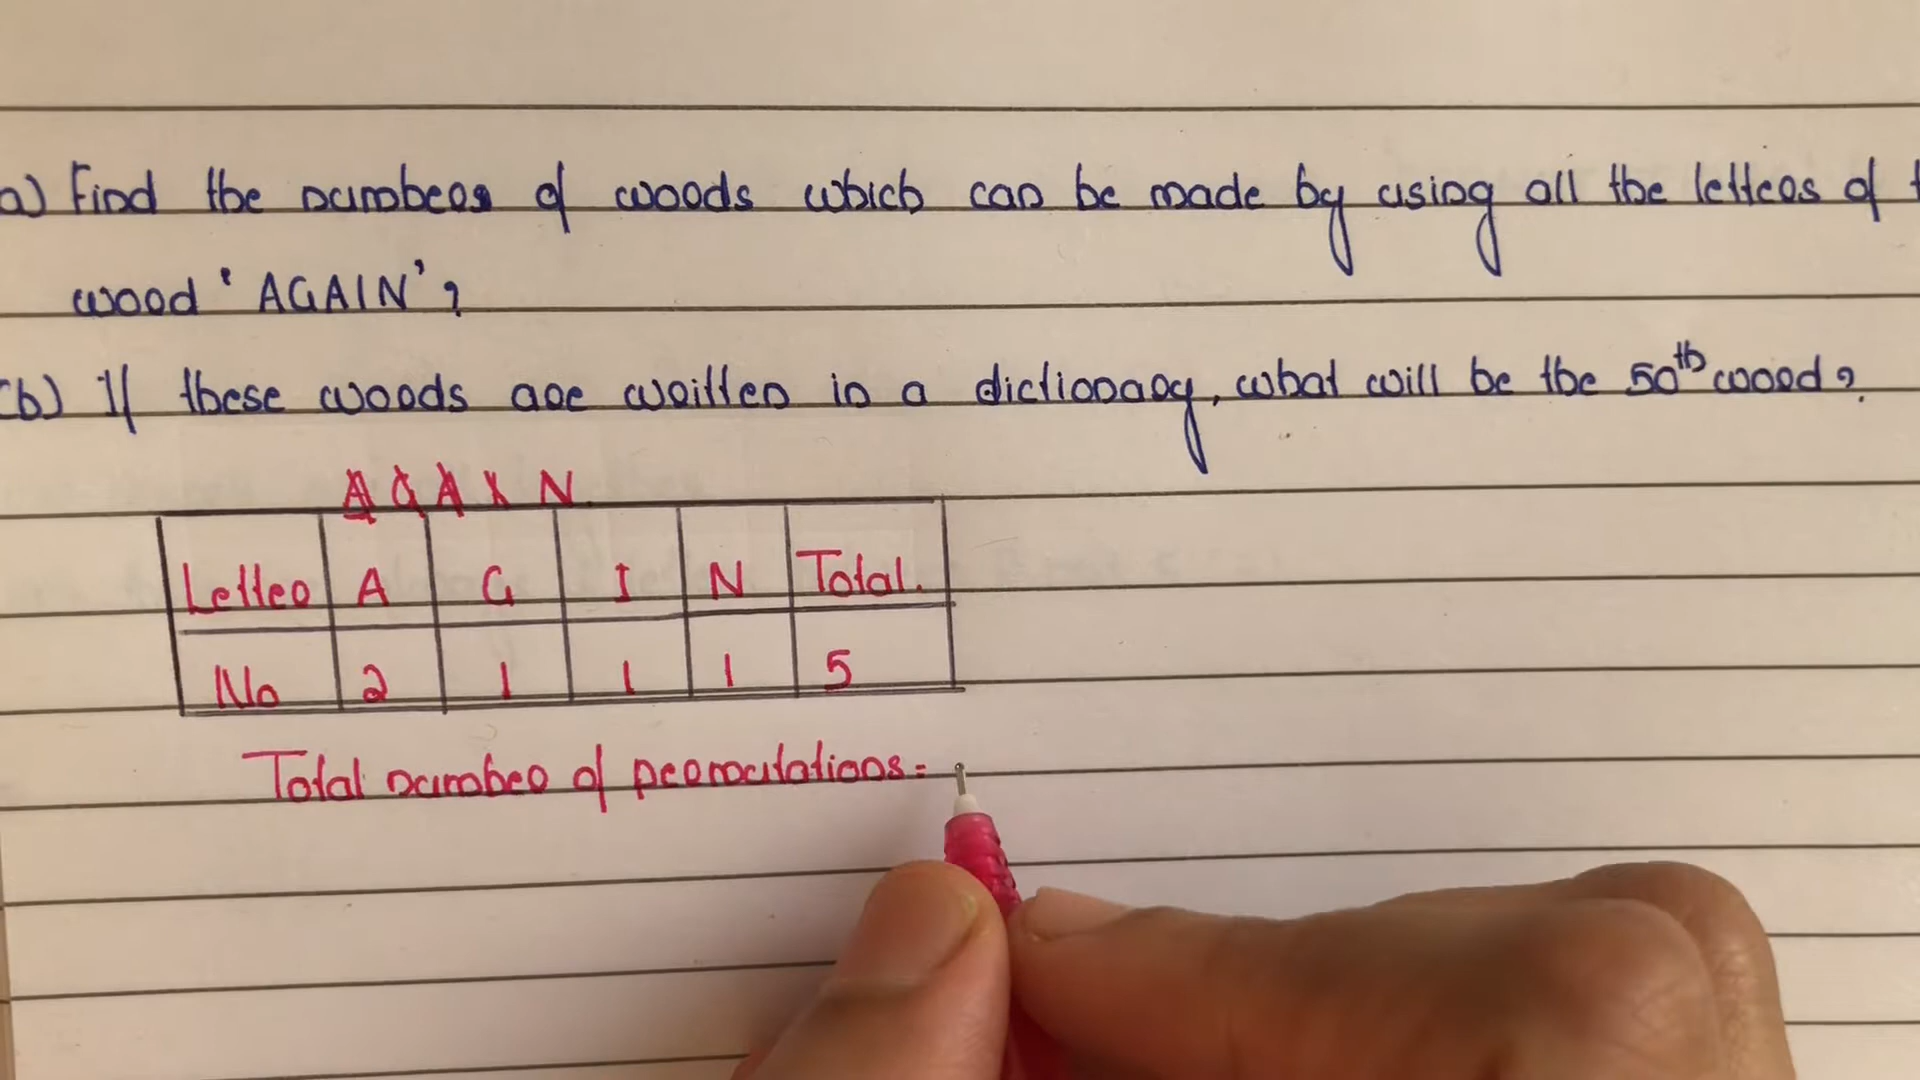 a) Find the numbers of words which can be made by using all the letters of t
word 'AGAIN'?
(b) If these words are written in a dictionary, what will be the 50th word?
A G A I N
Letter A G I N Total.
No 2 1 1 1 5
Total number of permutations =